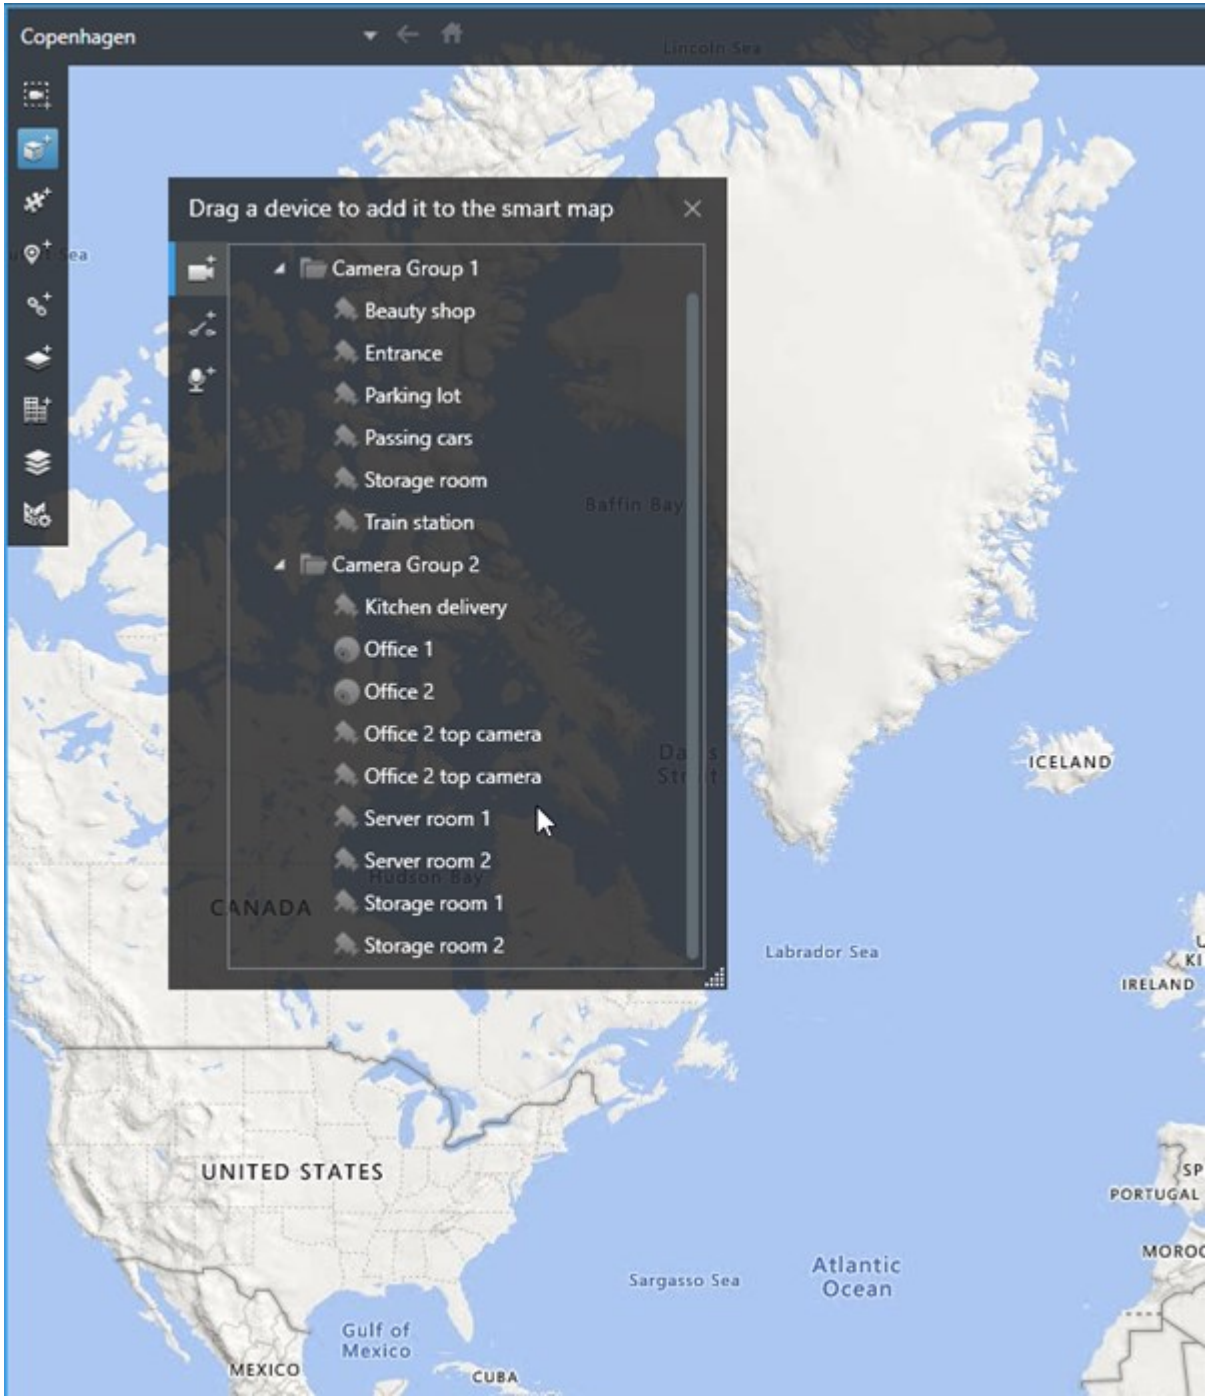 Copenhagen
Lincoln Sea
Sea
Drag a device to add it to the smart map
Camera Group 1
Beauty shop
Entrance
Parking lot
Passing cars
Storage room
Baffin Bay
Train station
Camera Group 2
Kitchen delivery
Office 1
Office 2
Office 2 top camera
Office 2 top camera
ICELAND
Server room 1
Server room 2
Hudson Bay
CANADA
Storage room 1
Storage room 2
Labrador Sea
IRELAND
UNITED STATES
PORTUGAL
MOROC
Atlantic
Ocean
Sargasso Sea
Gulf of
Mexico
MEXICO
CUBA